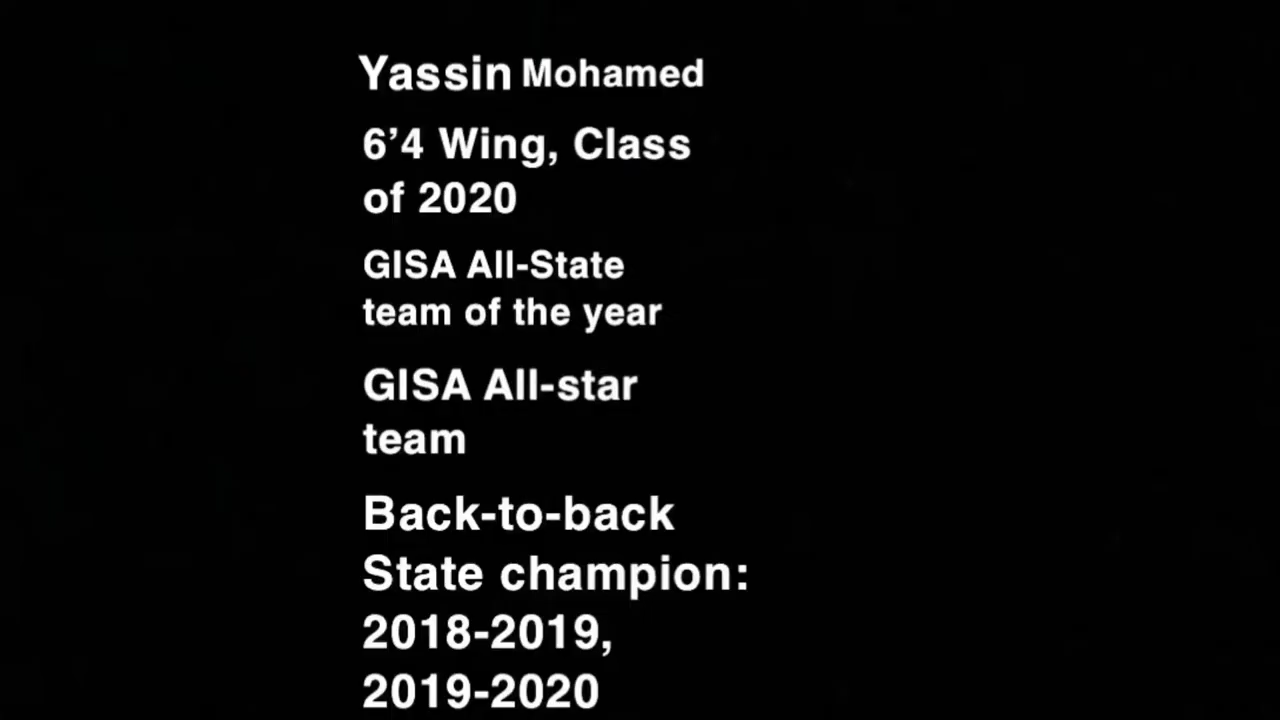 Yassin Mohamed
6’4 Wing, Class
of 2020
GISA All-State
team of the year
GISA All-star
team
Back-to-back
State champion:
2018-2019,
2019-2020